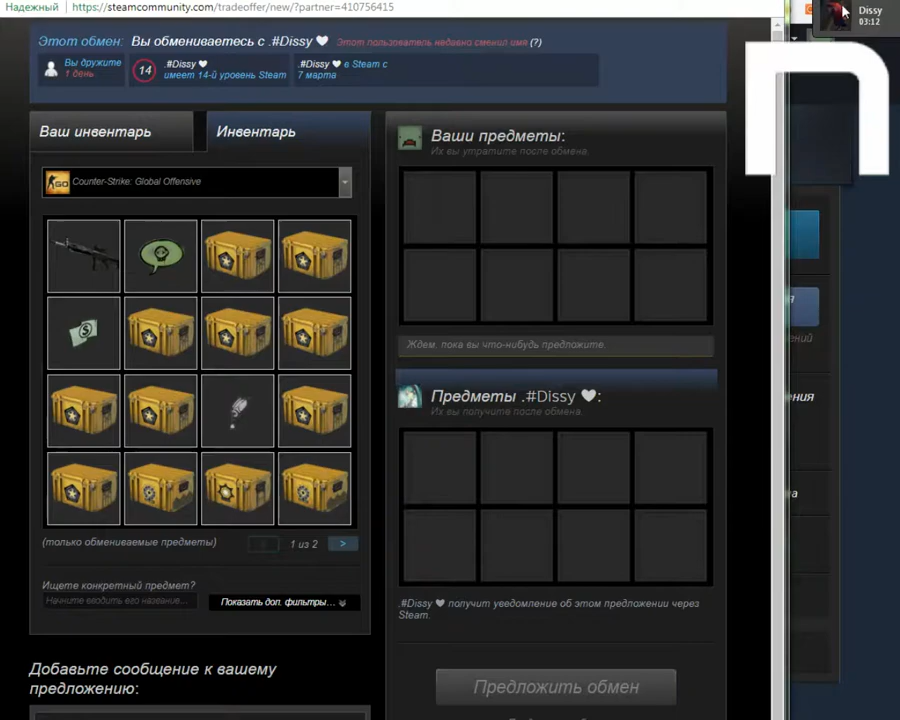 Надежный
https://steamcommunity.com/tradeoffer/new/?partner=410756415
Dissy
03:12
Этот обмен: Вы обмениваетесь с .#Dissy ❤ Этот пользователь недавно сменил имя (?)
Вы дружите
1 день
14
.#Dissy ❤
имеет 14-й уровень Steam
.#Dissy ❤ в Steam с
7 марта
Ваш инвентарь
Инвентарь
GO
Counter-Strike: Global Offensive
(только обмениваемые предметы)
<
1 из 2
>
Ищете конкретный предмет?
Начните вводить его название...
Показать доп. фильтры...
Добавьте сообщение к вашему
предложению:
Ваши предметы:
Их вы утратите после обмена.
Ждем, пока вы что-нибудь предложите.
Предметы .#Dissy ❤:
Их вы получите после обмена.
.#Dissy ❤ получит уведомление об этом предложении через
Steam.
Предложить обмен